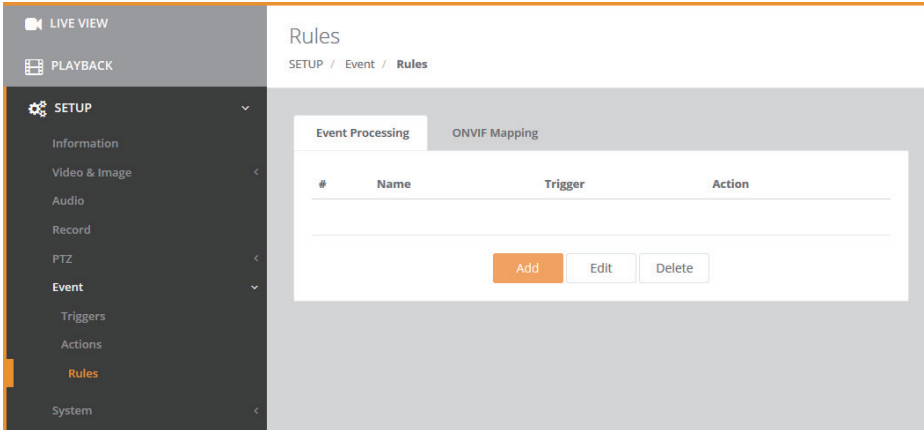 LIVE VIEW
PLAYBACK
SETUP
Information
Video & Image
Audio
Record
PTZ
Event
Triggers
Actions
Rules
System
Rules
SETUP / Event / Rules
Event Processing ONVIF Mapping
# Name Trigger Action
Add Edit Delete